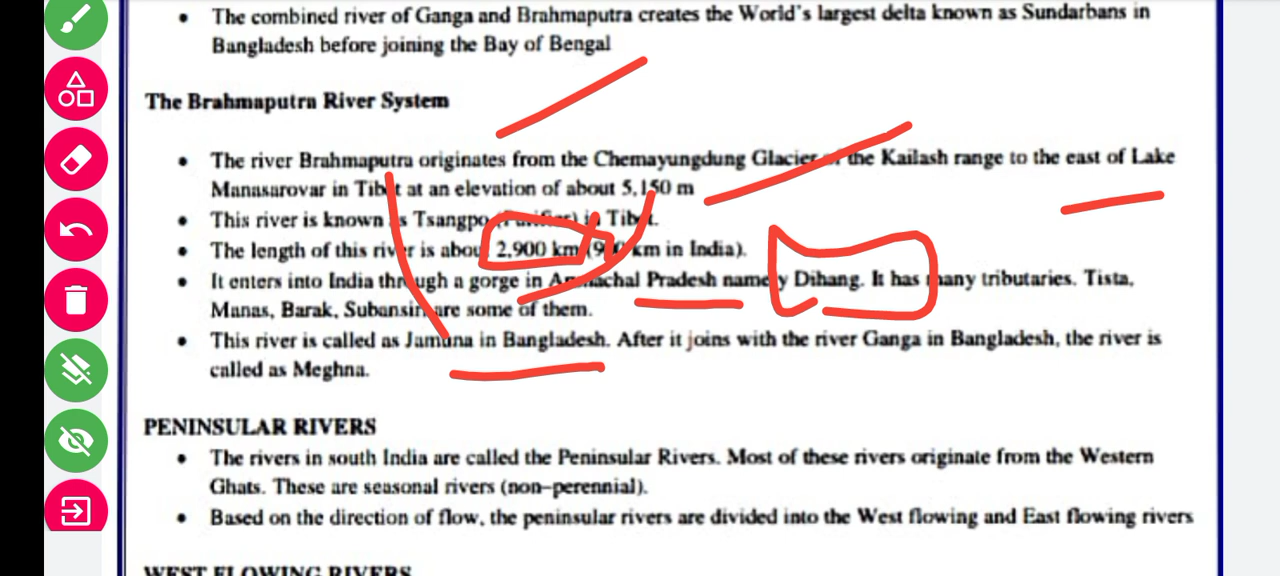 • The combined river of Ganga and Brahmaputra creates the World's largest delta known as Sundarbans in
Bangladesh before joining the Bay of Bengal
The Brahmaputra River System
• The river Brahmaputra originates from the Chemayungdung Glacier of the Kailash range to the east of Lake
Manasarovar in Tibet at an elevation of about 5,150 m
• This river is known as Tsangpo (Purifier) in Tibet.
• The length of this river is about 2,900 km (900 km in India).
• It enters into India through a gorge in Arunachal Pradesh namely Dihang. It has many tributaries. Tista,
Manas, Barak, Subansiri are some of them.
• This river is called as Jamuna in Bangladesh. After it joins with the river Ganga in Bangladesh, the river is
called as Meghna.
PENINSULAR RIVERS
• The rivers in south India are called the Peninsular Rivers. Most of these rivers originate from the Western
Ghats. These are seasonal rivers (non-perennial).
• Based on the direction of flow, the peninsular rivers are divided into the West flowing and East flowing rivers
WEST FLOWING RIVERS